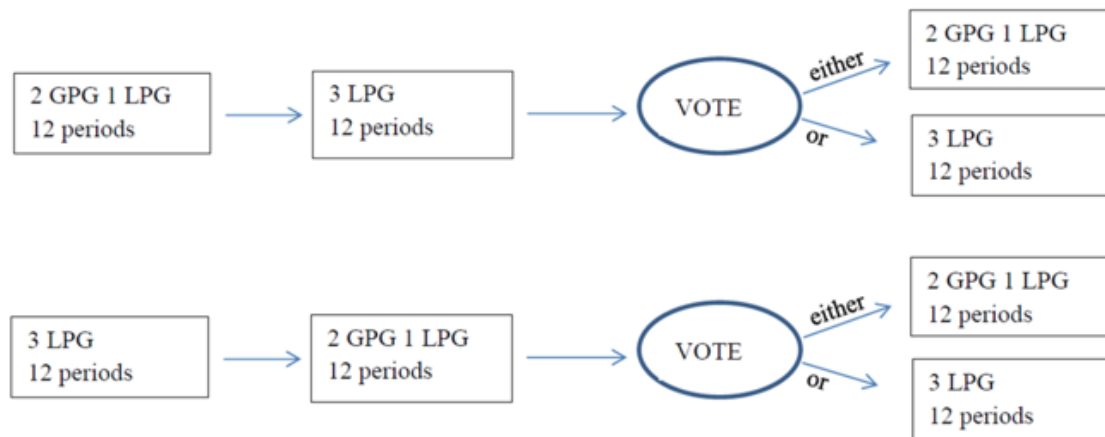 2 GPG 1 LPG
12 periods
3 LPG
12 periods
VOTE
either
or
2 GPG 1 LPG
12 periods
3 LPG
12 periods
3 LPG
12 periods
2 GPG 1 LPG
12 periods
VOTE
either
or
2 GPG 1 LPG
12 periods
3 LPG
12 periods